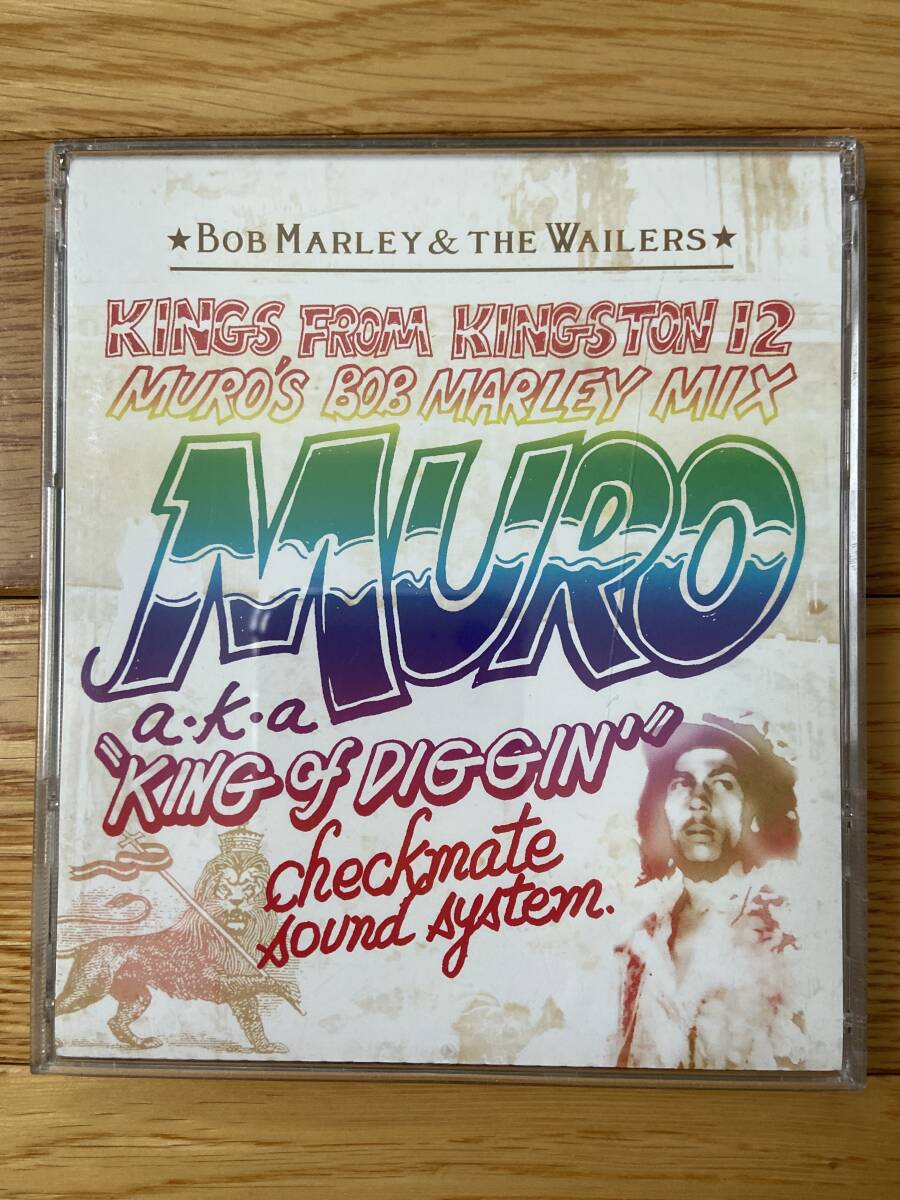 ★BOB MARLEY & THE WAILERS★
KINGS FROM KINGSTON 12
MURO'S BOB MARLEY MIX
MURO
a.k.a
"KING of DIGGIN'"
checkmate
sound system.